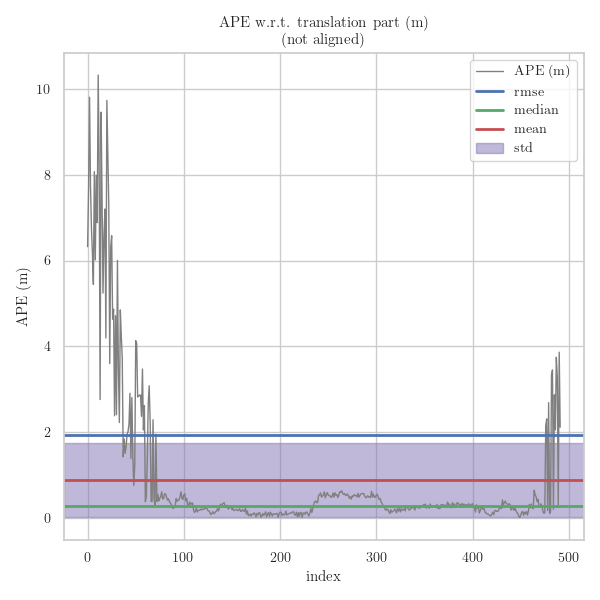 APE w.r.t. translation part (m)
(not aligned)
APE (m)
rmse
median
mean
std
APE (m)
10
8
6
4
2
0
0
100
200
300
400
500
index